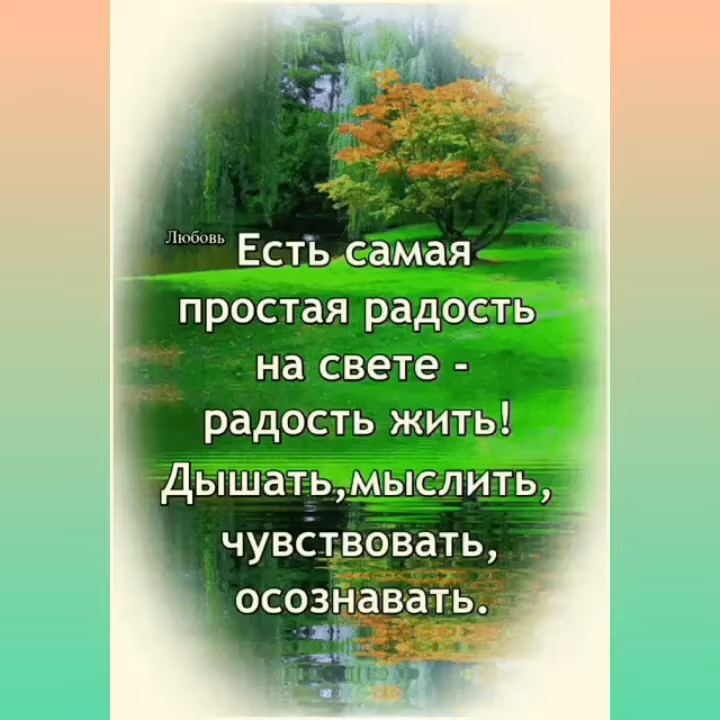 Любовь
Есть самая
простая радость
на свете -
радость жить!
Дышать,мыслить,
чувствовать,
осознавать.